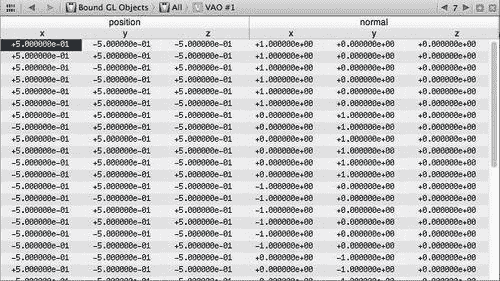 Bound GL Objects All VAO #1 7
position normal
x y z x y z
+5.000000e-01 -5.000000e-01 -5.000000e-01 +1.000000e+00 +0.000000e+00 +0.000000e+00
+5.000000e-01 +5.000000e-01 -5.000000e-01 +1.000000e+00 +0.000000e+00 +0.000000e+00
+5.000000e-01 -5.000000e-01 +5.000000e-01 +1.000000e+00 +0.000000e+00 +0.000000e+00
+5.000000e-01 -5.000000e-01 +5.000000e-01 +1.000000e+00 +0.000000e+00 +0.000000e+00
+5.000000e-01 +5.000000e-01 -5.000000e-01 +1.000000e+00 +0.000000e+00 +0.000000e+00
+5.000000e-01 +5.000000e-01 +5.000000e-01 +1.000000e+00 +0.000000e+00 +0.000000e+00
+5.000000e-01 +5.000000e-01 -5.000000e-01 +0.000000e+00 +1.000000e+00 +0.000000e+00
-5.000000e-01 +5.000000e-01 -5.000000e-01 +0.000000e+00 +1.000000e+00 +0.000000e+00
+5.000000e-01 +5.000000e-01 +5.000000e-01 +0.000000e+00 +1.000000e+00 +0.000000e+00
+5.000000e-01 +5.000000e-01 +5.000000e-01 +0.000000e+00 +1.000000e+00 +0.000000e+00
-5.000000e-01 +5.000000e-01 -5.000000e-01 +0.000000e+00 +1.000000e+00 +0.000000e+00
-5.000000e-01 +5.000000e-01 +5.000000e-01 +0.000000e+00 +1.000000e+00 +0.000000e+00
-5.000000e-01 +5.000000e-01 -5.000000e-01 -1.000000e+00 +0.000000e+00 +0.000000e+00
-5.000000e-01 -5.000000e-01 -5.000000e-01 -1.000000e+00 +0.000000e+00 +0.000000e+00
-5.000000e-01 +5.000000e-01 +5.000000e-01 -1.000000e+00 +0.000000e+00 +0.000000e+00
-5.000000e-01 +5.000000e-01 +5.000000e-01 -1.000000e+00 +0.000000e+00 +0.000000e+00
-5.000000e-01 -5.000000e-01 -5.000000e-01 -1.000000e+00 +0.000000e+00 +0.000000e+00
-5.000000e-01 -5.000000e-01 +5.000000e-01 -1.000000e+00 +0.000000e+00 +0.000000e+00
-5.000000e-01 -5.000000e-01 -5.000000e-01 +0.000000e+00 -1.000000e+00 +0.000000e+00
+5.000000e-01 -5.000000e-01 -5.000000e-01 +0.000000e+00 -1.000000e+00 +0.000000e+00